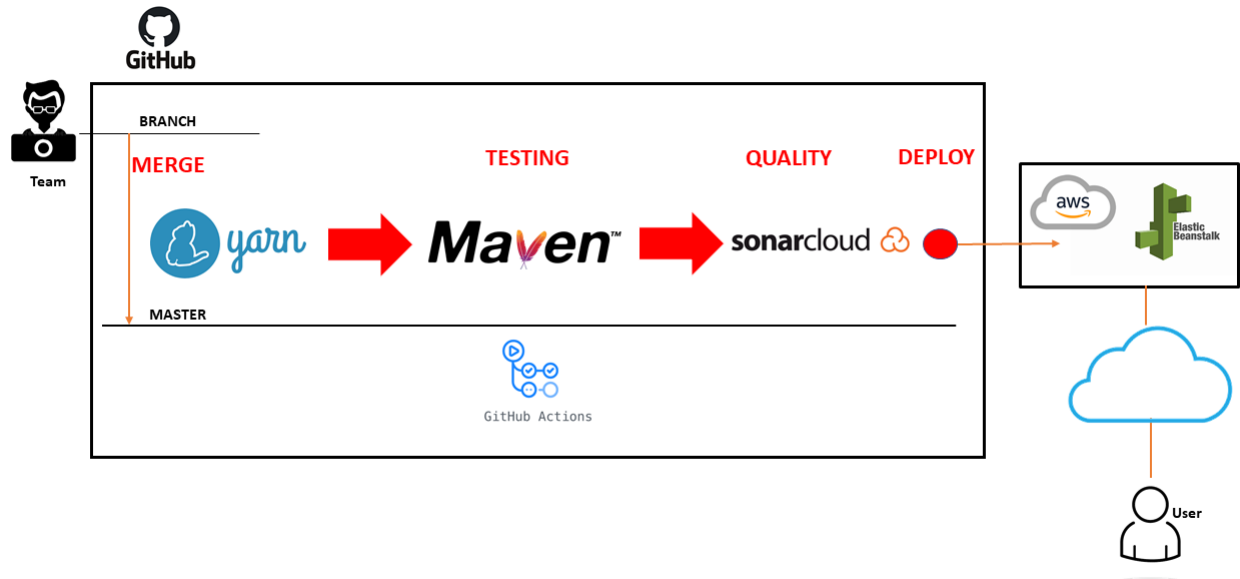 GitHub
BRANCH
MERGE
TESTING
QUALITY
DEPLOY
Team
aws
Elastic
Beanstalk
yarn
Maven™
sonarcloud
MASTER
GitHub Actions
User